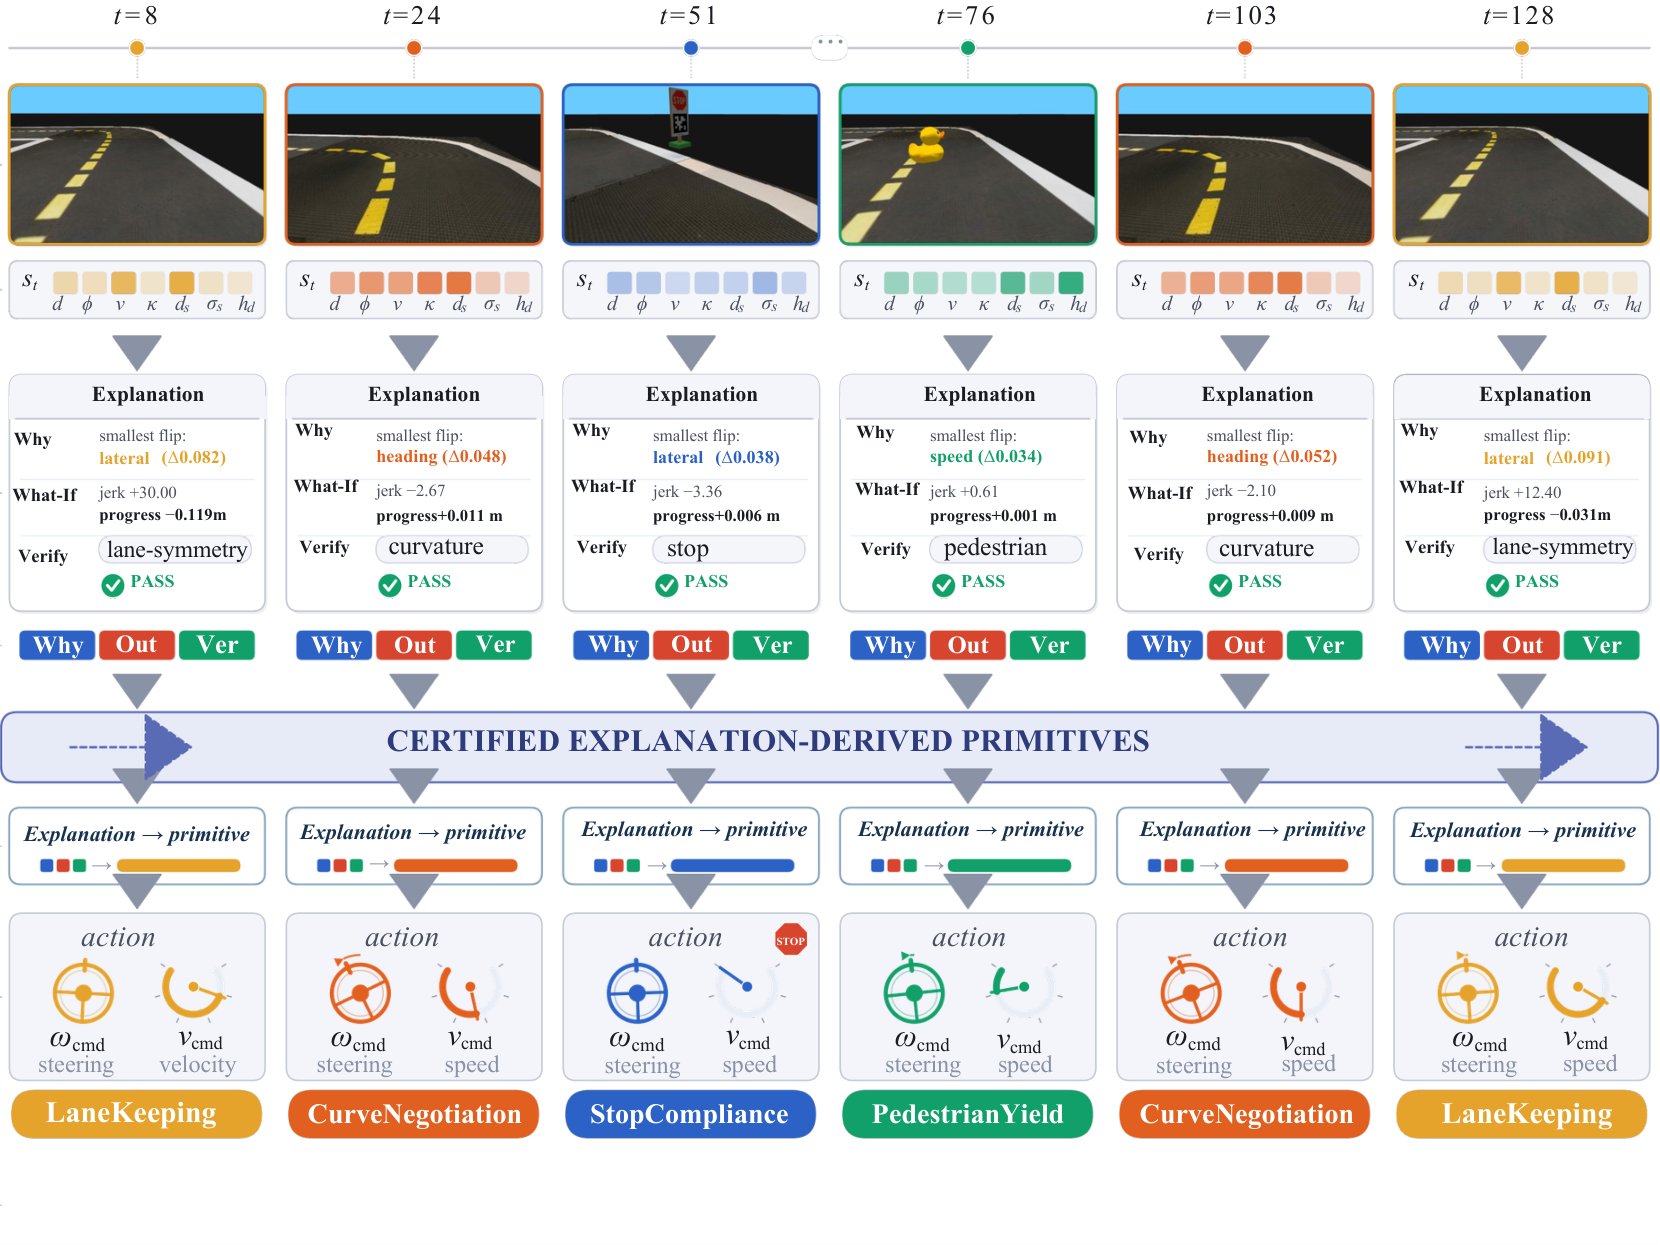 t=8 t=24 t=51 ... t=76 t=103 t=128
STOP
s_t d ϕ v κ d_s σ_s h_d
s_t d ϕ v κ d_s σ_s h_d
s_t d ϕ v κ d_s σ_s h_d
s_t d ϕ v κ d_s σ_s h_d
s_t d ϕ v κ d_s σ_s h_d
s_t d ϕ v κ d_s σ_s h_d
Explanation
Why smallest flip:
lateral (Δ0.082)
What-If jerk +30.00
progress −0.119m
Verify lane-symmetry
PASS
Explanation
Why smallest flip:
heading (Δ0.048)
What-If jerk −2.67
progress+0.011 m
Verify curvature
PASS
Explanation
Why smallest flip:
lateral (Δ0.038)
What-If jerk −3.36
progress+0.006 m
Verify stop
PASS
Explanation
Why smallest flip:
speed (Δ0.034)
What-If jerk +0.61
progress+0.001 m
Verify pedestrian
PASS
Explanation
Why smallest flip:
heading (Δ0.052)
What-If jerk −2.10
progress+0.009 m
Verify curvature
PASS
Explanation
Why smallest flip:
lateral (Δ0.091)
What-If jerk +12.40
progress −0.031m
Verify lane-symmetry
PASS
Why Out Ver Why Out Ver Why Out Ver Why Out Ver Why Out Ver Why Out Ver
CERTIFIED EXPLANATION-DERIVED PRIMITIVES
Explanation → primitive
→
Explanation → primitive
→
Explanation → primitive
→
Explanation → primitive
→
Explanation → primitive
→
Explanation → primitive
→
action
ω_cmd v_cmd
steering velocity
LaneKeeping
action
ω_cmd v_cmd
steering speed
CurveNegotiation
action STOP
ω_cmd v_cmd
steering speed
StopCompliance
action
ω_cmd v_cmd
steering speed
PedestrianYield
action
ω_cmd v_cmd
steering speed
CurveNegotiation
action
ω_cmd v_cmd
steering speed
LaneKeeping